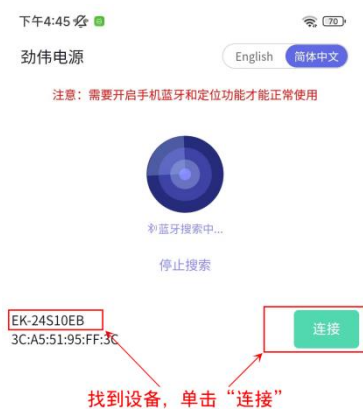 下午4:45
70
劲伟电源
English 简体中文
注意：需要开启手机蓝牙和定位功能才能正常使用
蓝牙搜索中...
停止搜索
EK-24S10EB
3C:A5:51:95:FF:3C
连接
找到设备，单击“连接”